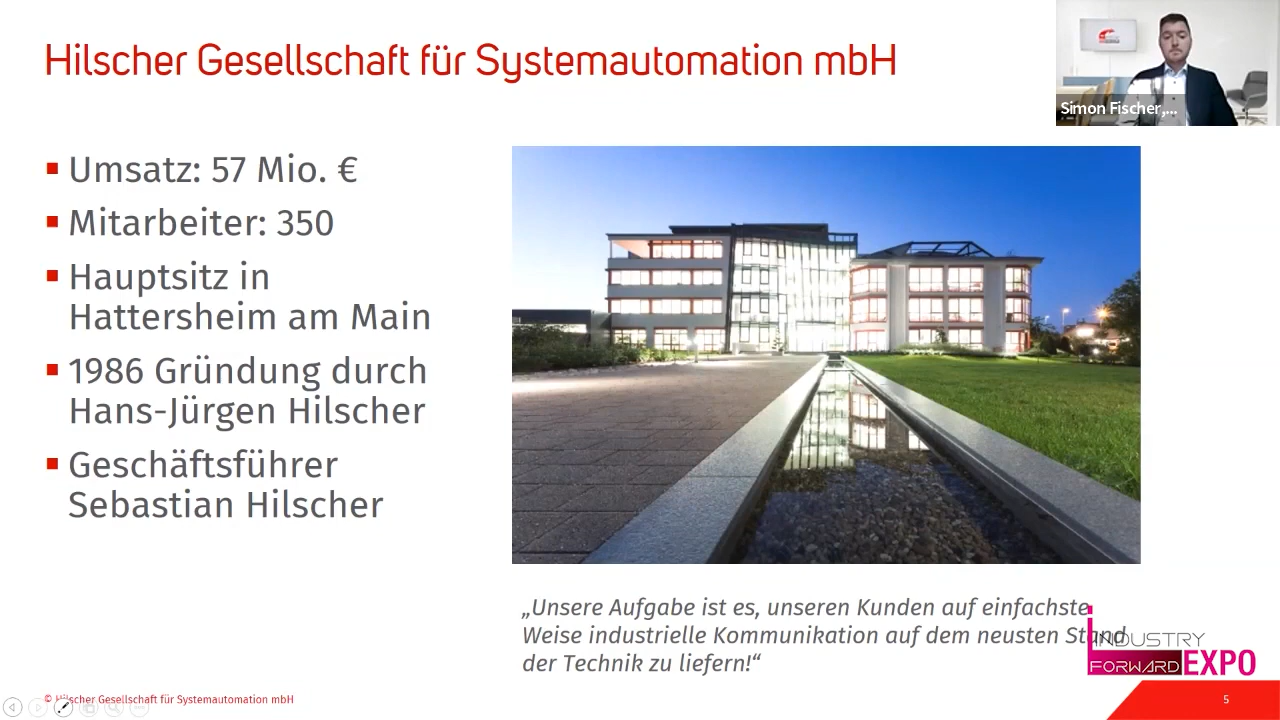 Hilscher Gesellschaft für Systemautomation mbH
Simon Fischer,...
▪ Umsatz: 57 Mio. €
▪ Mitarbeiter: 350
▪ Hauptsitz in
Hattersheim am Main
▪ 1986 Gründung durch
Hans-Jürgen Hilscher
▪ Geschäftsführer
Sebastian Hilscher
„Unsere Aufgabe ist es, unseren Kunden auf einfachste
Weise industrielle Kommunikation auf dem neusten Stand
der Technik zu liefern!“
INDUSTRY
FORWARD EXPO
© Hilscher Gesellschaft für Systemautomation mbH
5